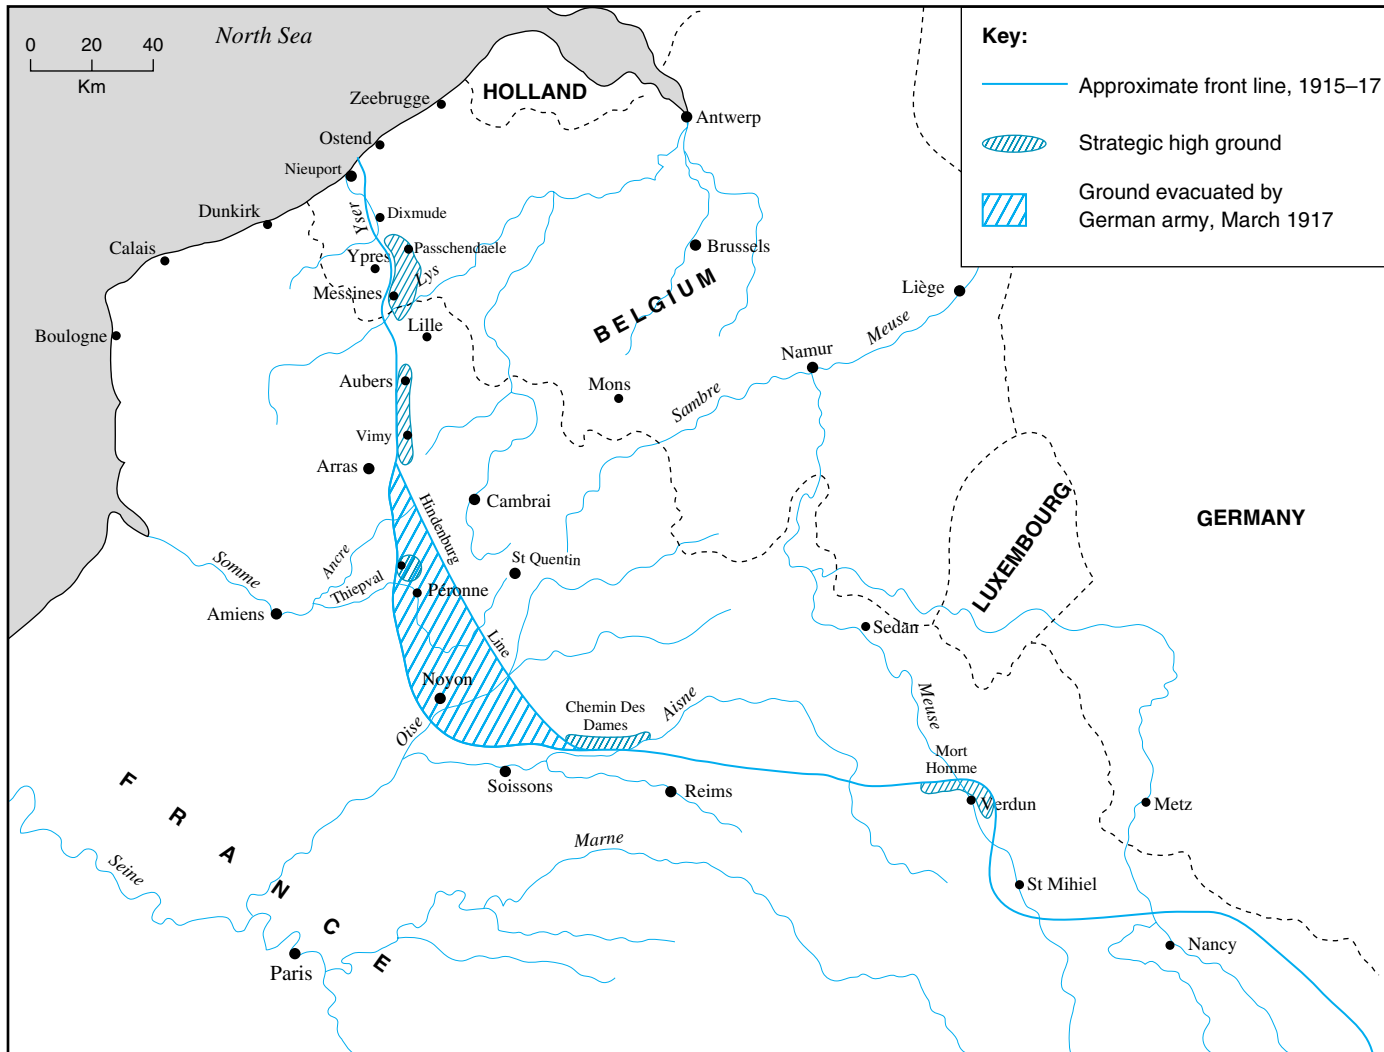 North Sea
0 20 40
Km
Key:
Approximate front line, 1915–17
Strategic high ground
Ground evacuated by
German army, March 1917
HOLLAND
Zeebrugge
Antwerp
Ostend
Nieuport
Yser
Dixmude
Dunkirk
Passchendaele
Calais
Ypres
Lys
Brussels
Messines
BELGIUM
Liège
Boulogne
Lille
Meuse
Namur
Aubers
Mons
Sambre
Vimy
Arras
Hindenburg
Line
Cambrai
LUXEMBOURG
GERMANY
Somme
Ancre
Thiepval
St Quentin
Péronne
Amiens
Sedan
Noyon
Oise
Chemin Des
Dames
Aisne
Meuse
Mort
Homme
Soissons
Reims
Verdun
Metz
FRANCE
Seine
Marne
St Mihiel
Nancy
Paris